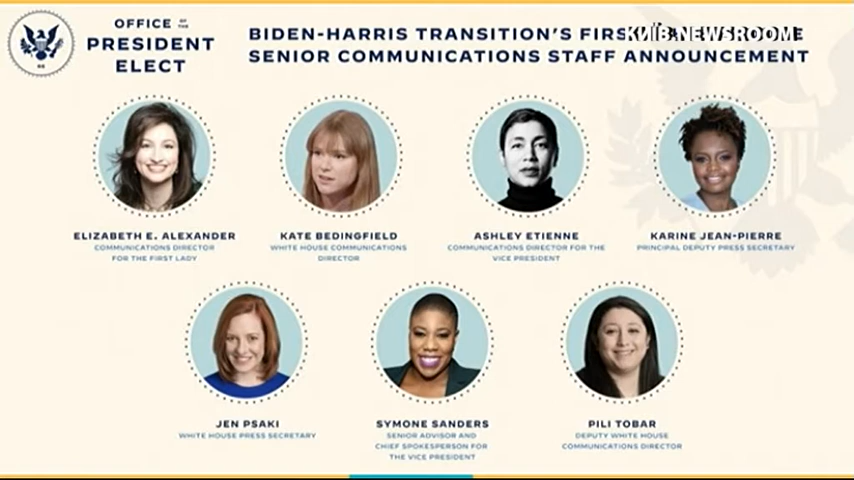 OFFICE OF THE
PRESIDENT
ELECT
BIDEN-HARRIS TRANSITION'S FIRST
SENIOR COMMUNICATIONS STAFF ANNOUNCEMENT
КИЇВ.NEWSROOM
ELIZABETH E. ALEXANDER
COMMUNICATIONS DIRECTOR
FOR THE FIRST LADY
KATE BEDINGFIELD
WHITE HOUSE COMMUNICATIONS
DIRECTOR
ASHLEY ETIENNE
COMMUNICATIONS DIRECTOR FOR THE
VICE PRESIDENT
KARINE JEAN-PIERRE
PRINCIPAL DEPUTY PRESS SECRETARY
JEN PSAKI
WHITE HOUSE PRESS SECRETARY
SYMONE SANDERS
SENIOR ADVISOR AND
CHIEF SPOKESPERSON FOR
THE VICE PRESIDENT
PILI TOBAR
DEPUTY WHITE HOUSE
COMMUNICATIONS DIRECTOR